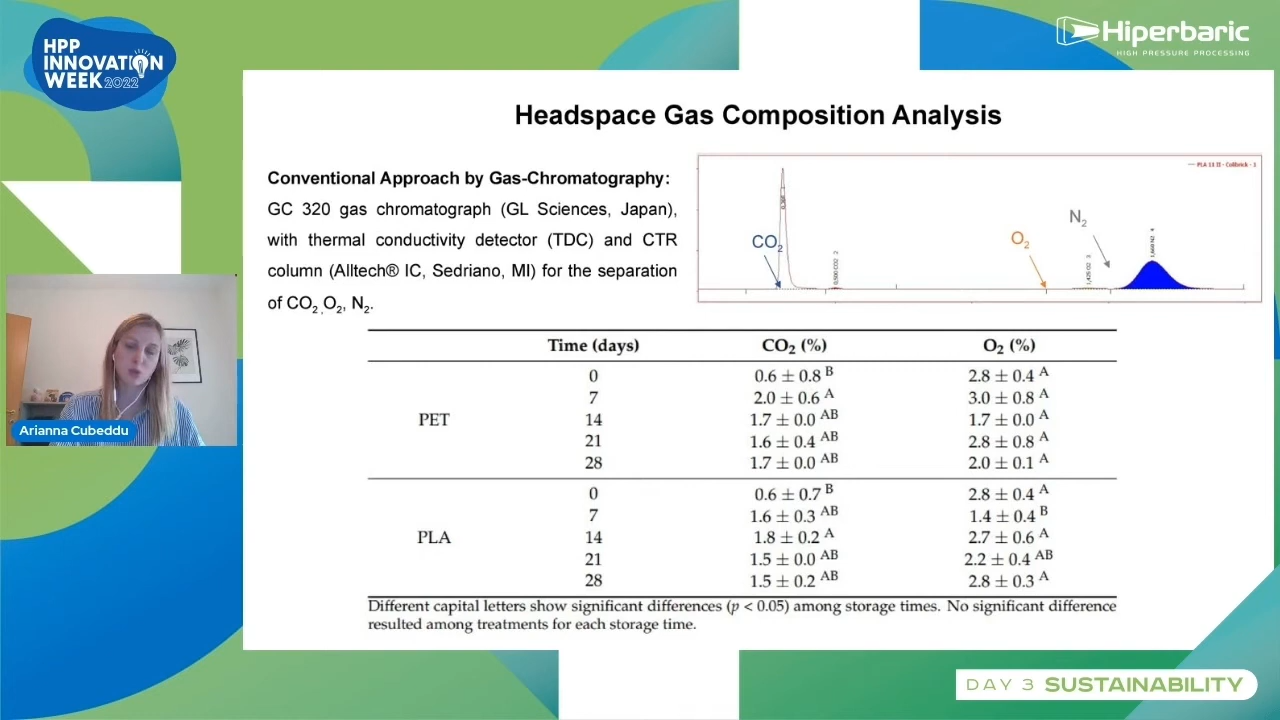 HPP
INNOVATION
WEEK 2022
Hiperbaric
HIGH PRESSURE PROCESSING
Headspace Gas Composition Analysis
Conventional Approach by Gas-Chromatography:
GC 320 gas chromatograph (GL Sciences, Japan),
with thermal conductivity detector (TDC) and CTR
column (Alltech® IC, Sedriano, MI) for the separation
of CO2, O2, N2.
CO2
O2
N2
Time (days) CO2 (%) O2 (%)
PET
0 0.6 ± 0.8 B 2.8 ± 0.4 A
7 2.0 ± 0.6 A 3.0 ± 0.8 A
14 1.7 ± 0.0 AB 1.7 ± 0.0 A
21 1.6 ± 0.4 AB 2.8 ± 0.8 A
28 1.7 ± 0.0 AB 2.0 ± 0.1 A
PLA
0 0.6 ± 0.7 B 2.8 ± 0.4 A
7 1.6 ± 0.3 AB 1.4 ± 0.4 B
14 1.8 ± 0.2 A 2.7 ± 0.6 A
21 1.5 ± 0.0 AB 2.2 ± 0.4 AB
28 1.5 ± 0.2 AB 2.8 ± 0.3 A
Different capital letters show significant differences (p < 0.05) among storage times. No significant difference
resulted among treatments for each storage time.
Arianna Cubeddu
DAY 3 SUSTAINABILITY